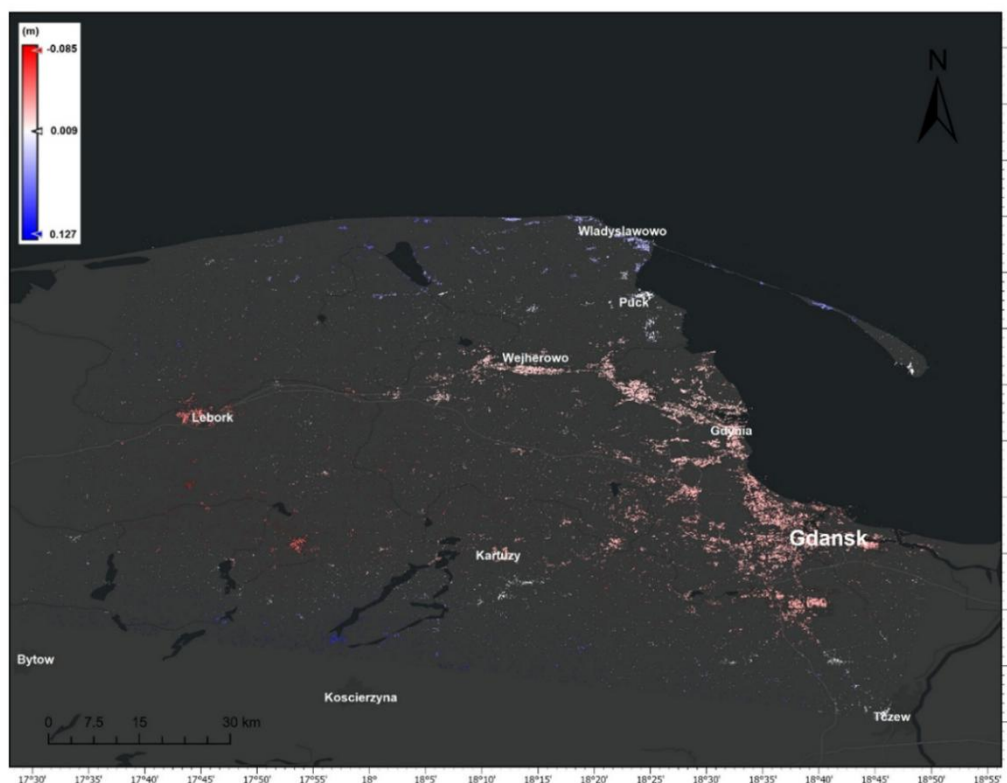 (m)
-0.085
0.009
0.127
N
Wladyslawowo
Puck
Wejherowo
Lebork
Gdynia
Gdansk
Kartuzy
Bytow
Koscierzyna
Tczew
0 7.5 15 30 km
17°30' 17°35' 17°40' 17°45' 17°50' 17°55' 18° 18°05' 18°10' 18°15' 18°20' 18°25' 18°30' 18°35' 18°40' 18°45' 18°50' 18°55'